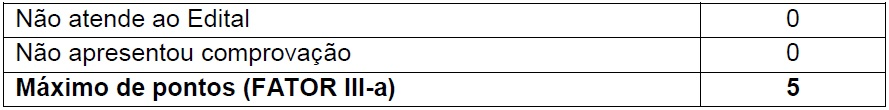 Não atende ao Edital 0
Não apresentou comprovação 0
Máximo de pontos (FATOR III-a) 5